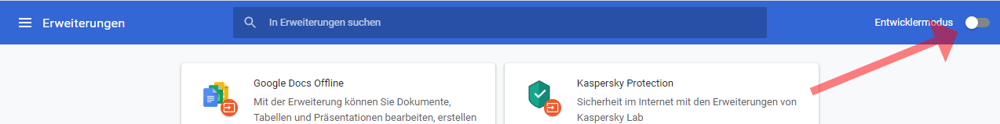 Erweiterungen
In Erweiterungen suchen
Entwicklermodus
Google Docs Offline
Mit der Erweiterung können Sie Dokumente,
Tabellen und Präsentationen bearbeiten, erstellen
Kaspersky Protection
Sicherheit im Internet mit den Erweiterungen von
Kaspersky Lab